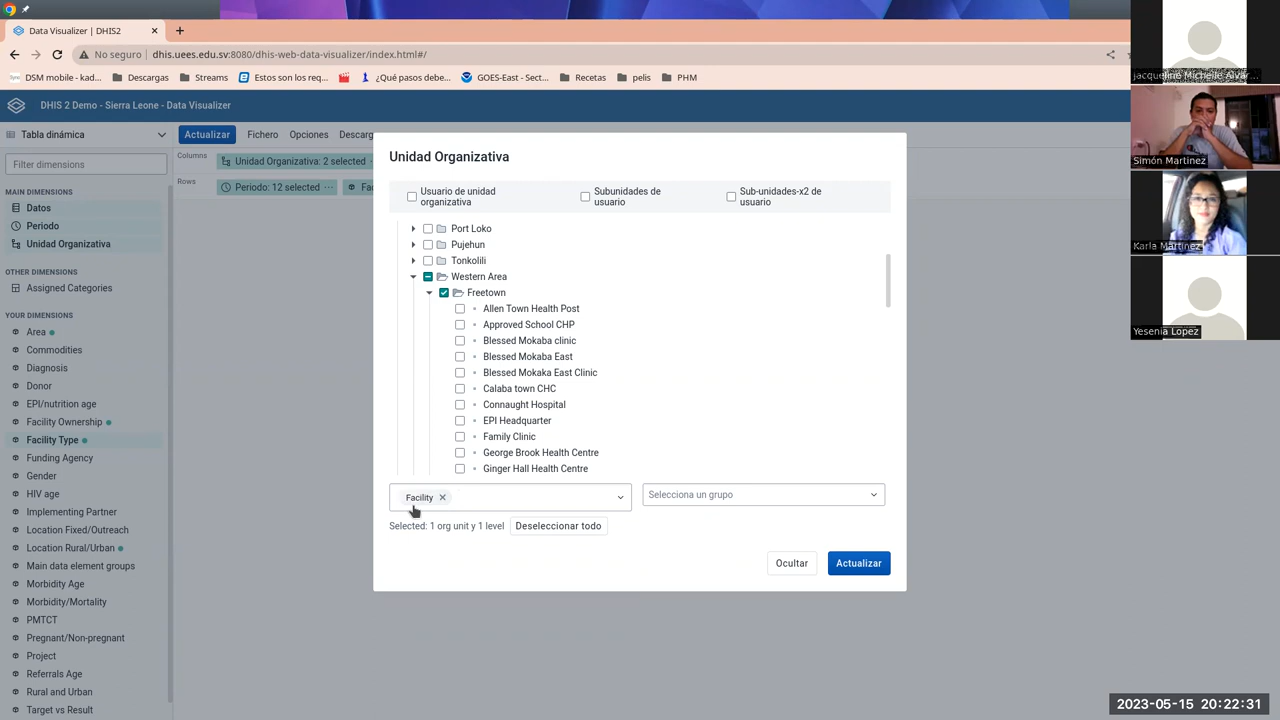 Data Visualizer | DHIS2
No seguro
dhis.uees.edu.sv:8080/dhis-web-data-visualizer/index.html#/
DSM mobile - kad...
Descargas
Streams
Estos son los req...
¿Qué pasos debe...
GOES-East - Sect...
Recetas
pelis
PHM
DHIS 2 Demo - Sierra Leone - Data Visualizer
Tabla dinámica
Actualizar
Fichero
Opciones
Descarg
Filter dimensions
Columns
Unidad Organizativa: 2 selected
Rows
Periodo: 12 selected
Fac
MAIN DIMENSIONS
Datos
Periodo
Unidad Organizativa
OTHER DIMENSIONS
Assigned Categories
YOUR DIMENSIONS
Area
Commodities
Diagnosis
Donor
EPI/nutrition age
Facility Ownership
Facility Type
Funding Agency
Gender
HIV age
Implementing Partner
Location Fixed/Outreach
Location Rural/Urban
Main data element groups
Morbidity Age
Morbidity/Mortality
PMTCT
Pregnant/Non-pregnant
Project
Referrals Age
Rural and Urban
Target vs Result
Unidad Organizativa
Usuario de unidad
organizativa
Subunidades de
usuario
Sub-unidades-x2 de
usuario
Port Loko
Pujehun
Tonkolili
Western Area
Freetown
Allen Town Health Post
Approved School CHP
Blessed Mokaba clinic
Blessed Mokaba East
Blessed Mokaka East Clinic
Calaba town CHC
Connaught Hospital
EPI Headquarter
Family Clinic
George Brook Health Centre
Ginger Hall Health Centre
Facility
Selecciona un grupo
Selected: 1 org unit y 1 level
Deseleccionar todo
Ocultar
Actualizar
jacqueline Michelle Alvar...
Simón Martinez
Karla Martínez
Yesenia Lopez
2023-05-15 20:22:31